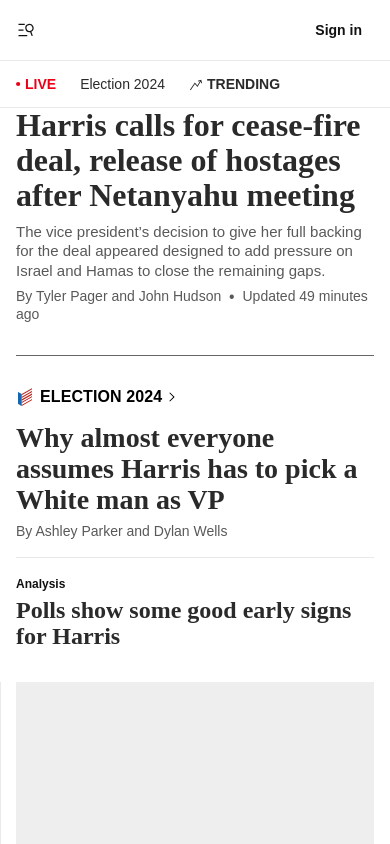 Sign in
LIVE
Election 2024
TRENDING
Harris calls for cease-fire
deal, release of hostages
after Netanyahu meeting
The vice president’s decision to give her full backing
for the deal appeared designed to add pressure on
Israel and Hamas to close the remaining gaps.
By Tyler Pager and John Hudson • Updated 49 minutes
ago
ELECTION 2024
Why almost everyone
assumes Harris has to pick a
White man as VP
By Ashley Parker and Dylan Wells
Analysis
Polls show some good early signs
for Harris